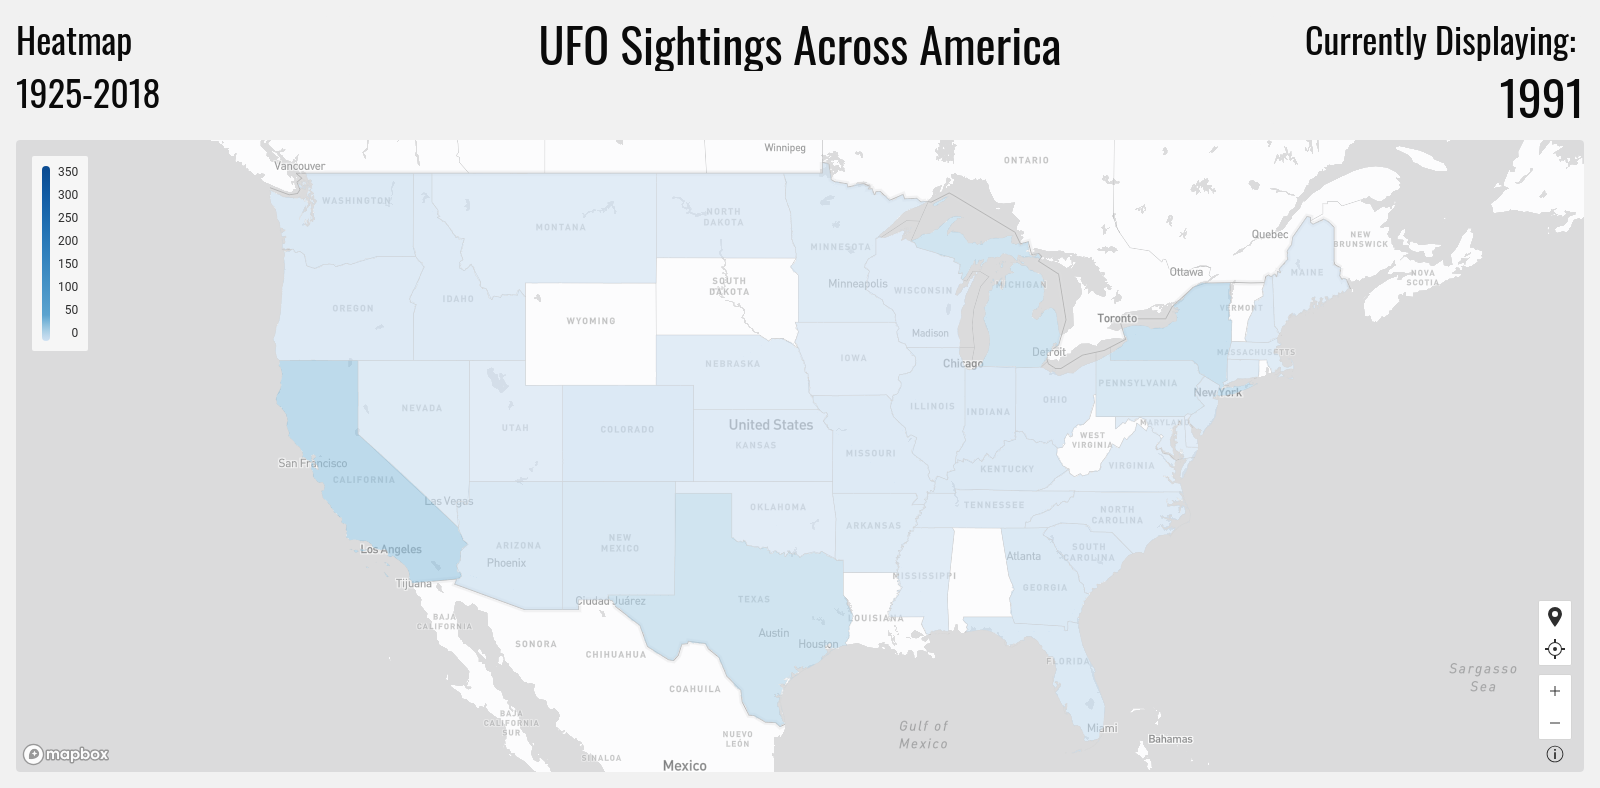 Heatmap
1925-2018
UFO Sightings Across America
Currently Displaying:
1991
350
300
250
200
150
100
50
0
Vancouver
Winnipeg
ONTARIO
WASHINGTON
MONTANA
NORTH
DAKOTA
MINNESOTA
Quebec
NEW
BRUNSWICK
Ottawa
MAINE
NOVA
SCOTIA
OREGON
IDAHO
SOUTH
DAKOTA
Minneapolis
WISCONSIN
MICHIGAN
WYOMING
Madison
Toronto
VERMONT
Detroit
MASSACHUSETTS
Chicago
IOWA
NEBRASKA
PENNSYLVANIA
New York
NEVADA
UTAH
COLORADO
United States
KANSAS
ILLINOIS
INDIANA
OHIO
MARYLAND
WEST
VIRGINIA
VIRGINIA
San Francisco
CALIFORNIA
MISSOURI
KENTUCKY
Las Vegas
OKLAHOMA
TENNESSEE
NORTH
CAROLINA
ARKANSAS
Los Angeles
ARIZONA
Phoenix
NEW
MEXICO
Atlanta
SOUTH
CAROLINA
Tijuana
MISSISSIPPI
GEORGIA
Ciudad Juárez
TEXAS
LOUISIANA
BAJA
CALIFORNIA
SONORA
CHIHUAHUA
Austin
Houston
FLORIDA
COAHUILA
Sargasso
Sea
BAJA
CALIFORNIA
SUR
Gulf of
Mexico
Miami
Bahamas
NUEVO
LEÓN
SINALOA
Mexico
mapbox